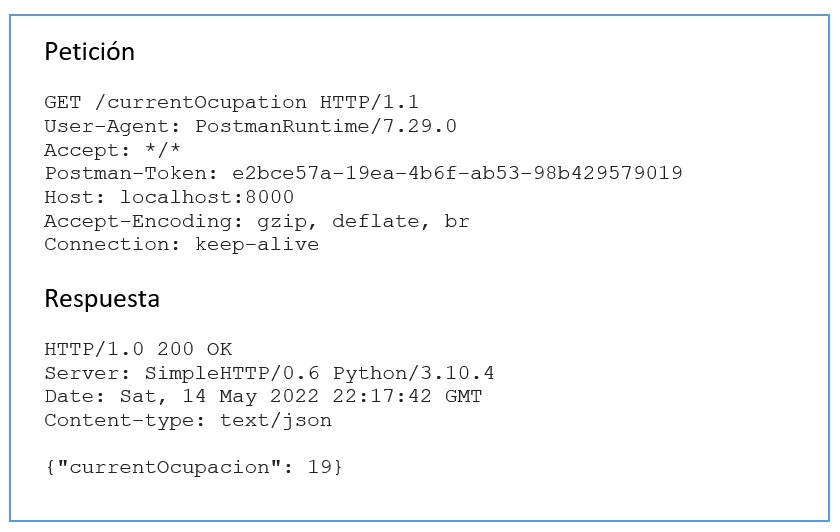 Petición
GET /currentOcupation HTTP/1.1
User-Agent: PostmanRuntime/7.29.0
Accept: */*
Postman-Token: e2bce57a-19ea-4b6f-ab53-98b429579019
Host: localhost:8000
Accept-Encoding: gzip, deflate, br
Connection: keep-alive
Respuesta
HTTP/1.0 200 OK
Server: SimpleHTTP/0.6 Python/3.10.4
Date: Sat, 14 May 2022 22:17:42 GMT
Content-type: text/json
{"currentOcupacion": 19}